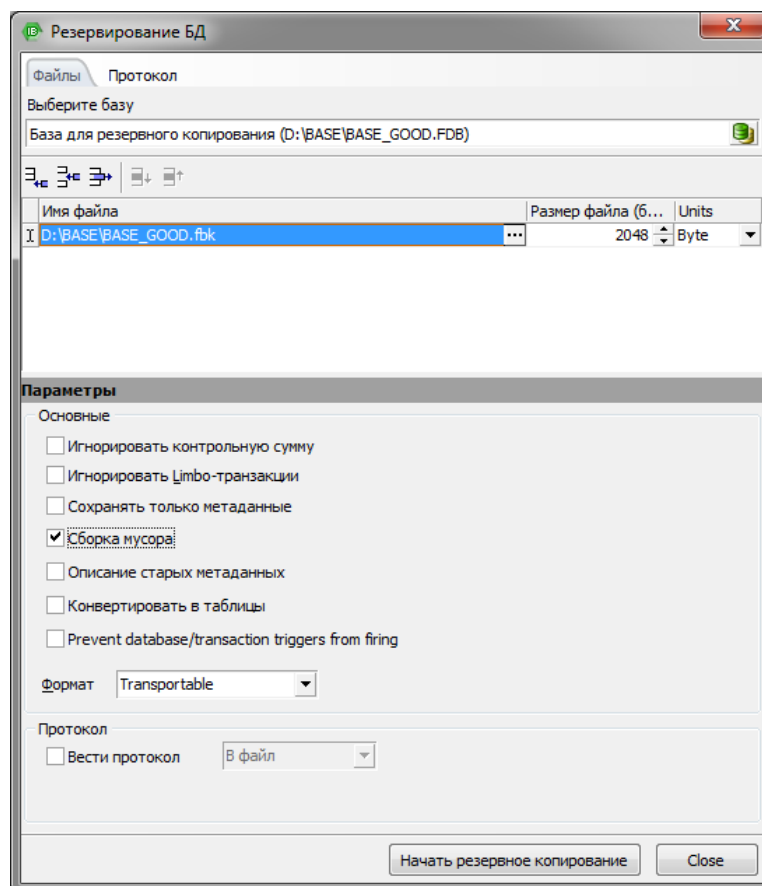 Резервирование БД
Файлы Протокол
Выберите базу
База для резервного копирования (D:\BASE\BASE_GOOD.FDB)
Имя файла Размер файла (б... Units
D:\BASE\BASE_GOOD.fbk ... 2048 Byte
Параметры
Основные
Игнорировать контрольную сумму
Игнорировать Limbo-транзакции
Сохранять только метаданные
Сборка мусора
Описание старых метаданных
Конвертировать в таблицы
Prevent database/transaction triggers from firing
Формат Transportable
Протокол
Вести протокол В файл
Начать резервное копирование Close